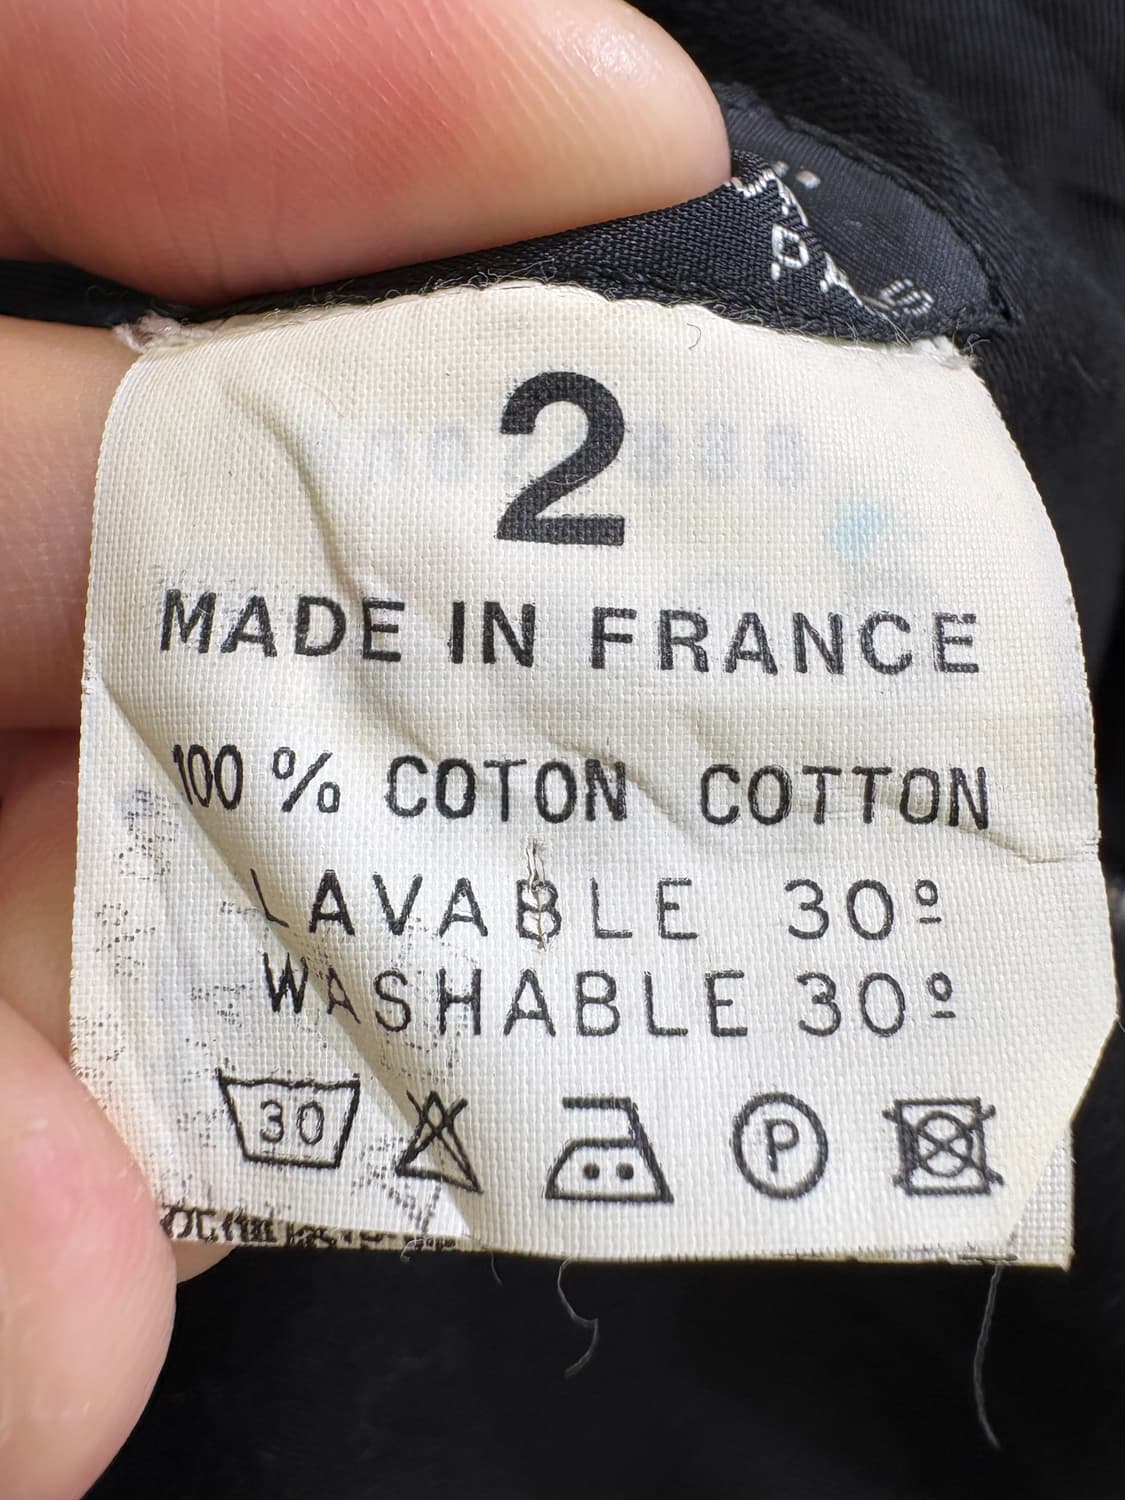 2
MADE IN FRANCE
100 % COTON COTTON
LAVABLE 30º
WASHABLE 30º
30 P